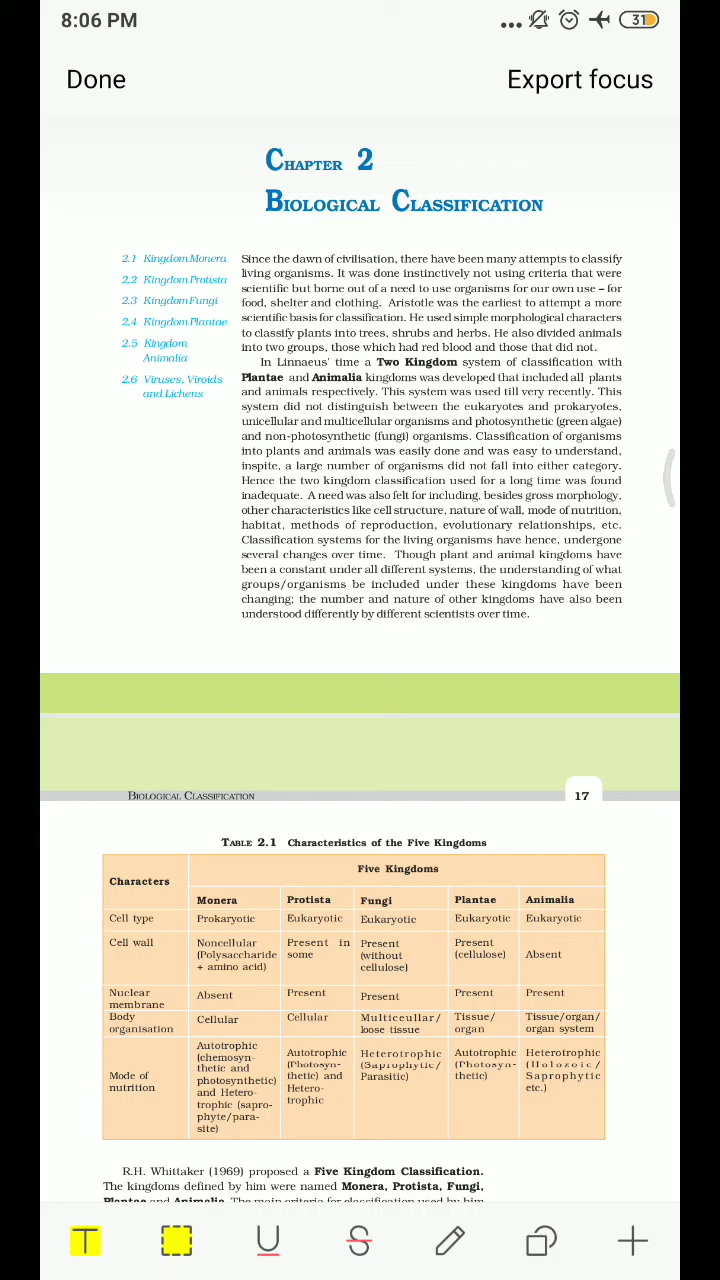 8:06 PM
31
Done
Export focus
CHAPTER 2
BIOLOGICAL CLASSIFICATION
2.1 Kingdom Monera
2.2 Kingdom Protista
2.3 Kingdom Fungi
2.4 Kingdom Plantae
2.5 Kingdom
Animalia
2.6 Viruses, Viroids
and Lichens
Since the dawn of civilisation, there have been many attempts to classify
living organisms. It was done instinctively not using criteria that were
scientific but borne out of a need to use organisms for our own use – for
food, shelter and clothing. Aristotle was the earliest to attempt a more
scientific basis for classification. He used simple morphological characters
to classify plants into trees, shrubs and herbs. He also divided animals
into two groups, those which had red blood and those that did not.
In Linnaeus' time a Two Kingdom system of classification with
Plantae and Animalia kingdoms was developed that included all plants
and animals respectively. This system was used till very recently. This
system did not distinguish between the eukaryotes and prokaryotes,
unicellular and multicellular organisms and photosynthetic (green algae)
and non-photosynthetic (fungi) organisms. Classification of organisms
into plants and animals was easily done and was easy to understand,
inspite, a large number of organisms did not fall into either category.
Hence the two kingdom classification used for a long time was found
inadequate. A need was also felt for including, besides gross morphology,
other characteristics like cell structure, nature of wall, mode of nutrition,
habitat, methods of reproduction, evolutionary relationships, etc.
Classification systems for the living organisms have hence, undergone
several changes over time. Though plant and animal kingdoms have
been a constant under all different systems, the understanding of what
groups/organisms be included under these kingdoms have been
changing; the number and nature of other kingdoms have also been
understood differently by different scientists over time.
BIOLOGICAL CLASSIFICATION
17
TABLE 2.1 Characteristics of the Five Kingdoms
Characters
Five Kingdoms
Monera Protista Fungi Plantae Animalia
Cell type Prokaryotic Eukaryotic Eukaryotic Eukaryotic Eukaryotic
Cell wall
Noncellular
(Polysaccharide
+ amino acid)
Present in
some
Present
(without
cellulose)
Present
(cellulose)
Absent
Nuclear
membrane
Absent
Present
Present
Present
Present
Body
organisation
Cellular
Cellular
Multiceullar/
loose tissue
Tissue/
organ
Tissue/organ/
organ system
Mode of
nutrition
Autotrophic
(chemosyn-
thetic and
photosynthetic)
and Hetero-
trophic (sapro-
phyte/para-
site)
Autotrophic
(Photosyn-
thetic) and
Hetero-
trophic
Heterotrophic
(Saprophytic/
Parasitic)
Autotrophic
(Photosyn-
thetic)
Heterotrophic
(Holozoic/
Saprophytic
etc.)
R.H. Whittaker (1969) proposed a Five Kingdom Classification.
The kingdoms defined by him were named Monera, Protista, Fungi,
Plantae and Animalia. The main criteria for classification used by him
T
U
S